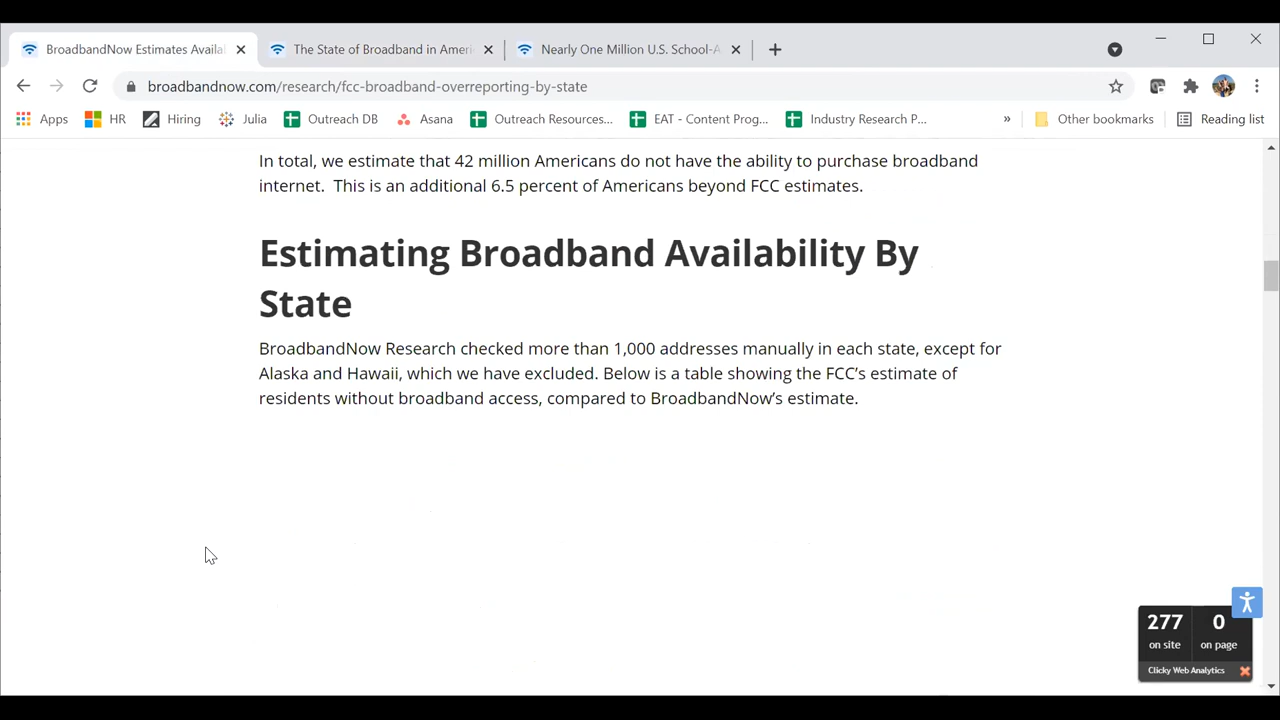 BroadbandNow Estimates Availa
The State of Broadband in Ameri
Nearly One Million U.S. School-A
broadbandnow.com/research/fcc-broadband-overreporting-by-state
Apps HR Hiring Julia Outreach DB Asana Outreach Resources... EAT - Content Prog... Industry Research P... » Other bookmarks Reading list
In total, we estimate that 42 million Americans do not have the ability to purchase broadband
internet. This is an additional 6.5 percent of Americans beyond FCC estimates.
Estimating Broadband Availability By
State
BroadbandNow Research checked more than 1,000 addresses manually in each state, except for
Alaska and Hawaii, which we have excluded. Below is a table showing the FCC’s estimate of
residents without broadband access, compared to BroadbandNow’s estimate.
277 0
on site on page
Clicky Web Analytics